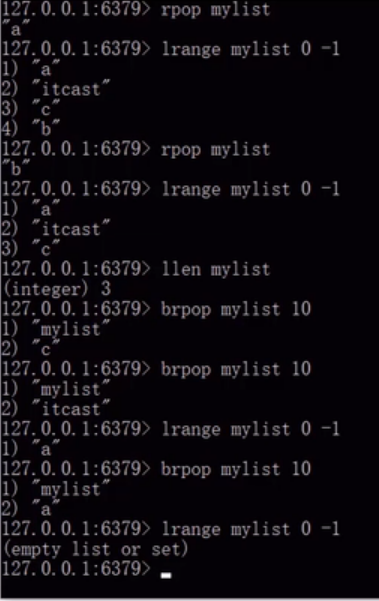 127.0.0.1:6379> rpop mylist
"a"
127.0.0.1:6379> lrange mylist 0 -1
1) "a"
2) "itcast"
3) "c"
4) "b"
127.0.0.1:6379> rpop mylist
"b"
127.0.0.1:6379> lrange mylist 0 -1
1) "a"
2) "itcast"
3) "c"
127.0.0.1:6379> llen mylist
(integer) 3
127.0.0.1:6379> brpop mylist 10
1) "mylist"
2) "c"
127.0.0.1:6379> brpop mylist 10
1) "mylist"
2) "itcast"
127.0.0.1:6379> lrange mylist 0 -1
1) "a"
127.0.0.1:6379> brpop mylist 10
1) "mylist"
2) "a"
127.0.0.1:6379> lrange mylist 0 -1
(empty list or set)
127.0.0.1:6379>